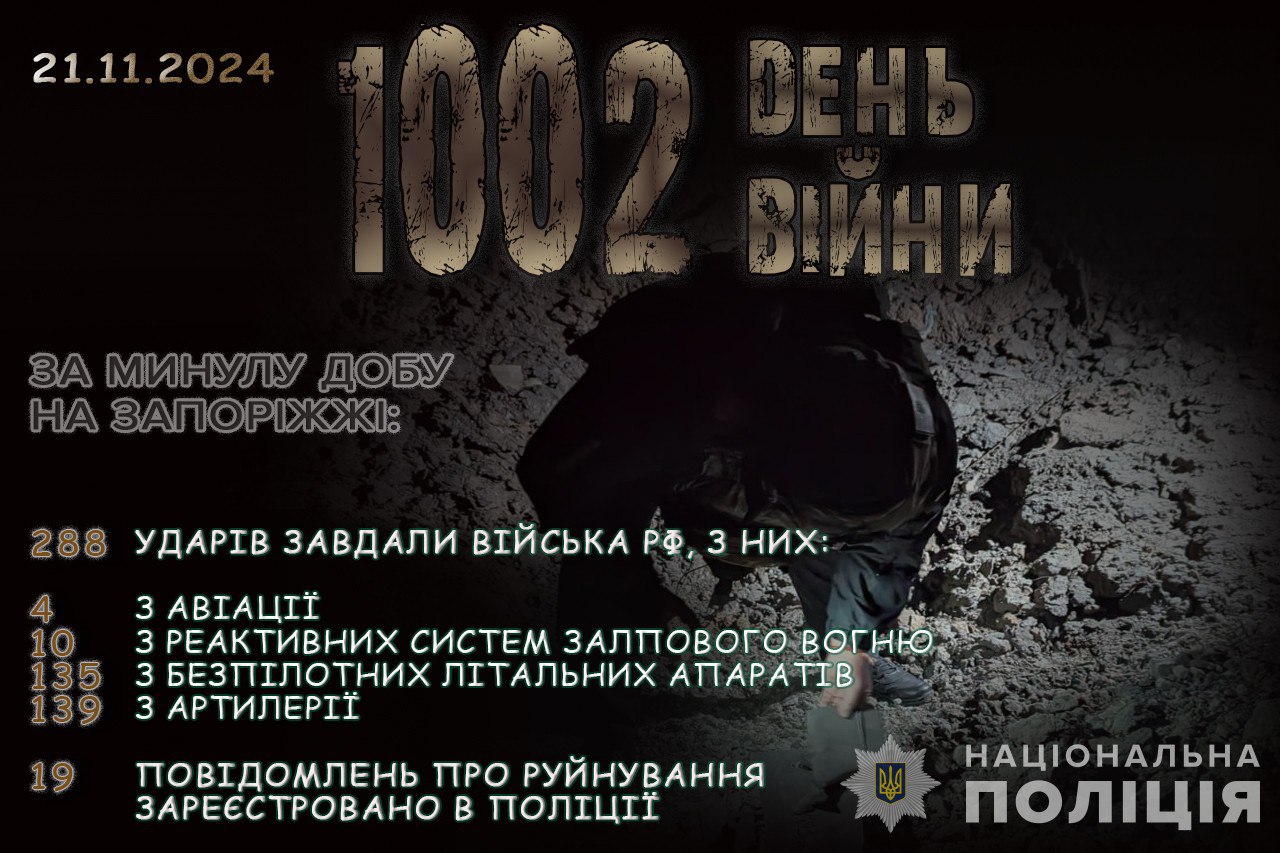 21.11.2024
1002 ДЕНЬ
ВІЙНИ
ЗА МИНУЛУ ДОБУ
НА ЗАПОРІЖЖІ:
288 УДАРІВ ЗАВДАЛИ ВІЙСЬКА РФ, З НИХ:
4 З АВІАЦІЇ
10 З РЕАКТИВНИХ СИСТЕМ ЗАЛПОВОГО ВОГНЮ
135 З БЕЗПІЛОТНИХ ЛІТАЛЬНИХ АПАРАТІВ
139 З АРТИЛЕРІЇ
19 ПОВІДОМЛЕНЬ ПРО РУЙНУВАННЯ
ЗАРЕЄСТРОВАНО В ПОЛІЦІЇ
НАЦІОНАЛЬНА
ПОЛІЦІЯ